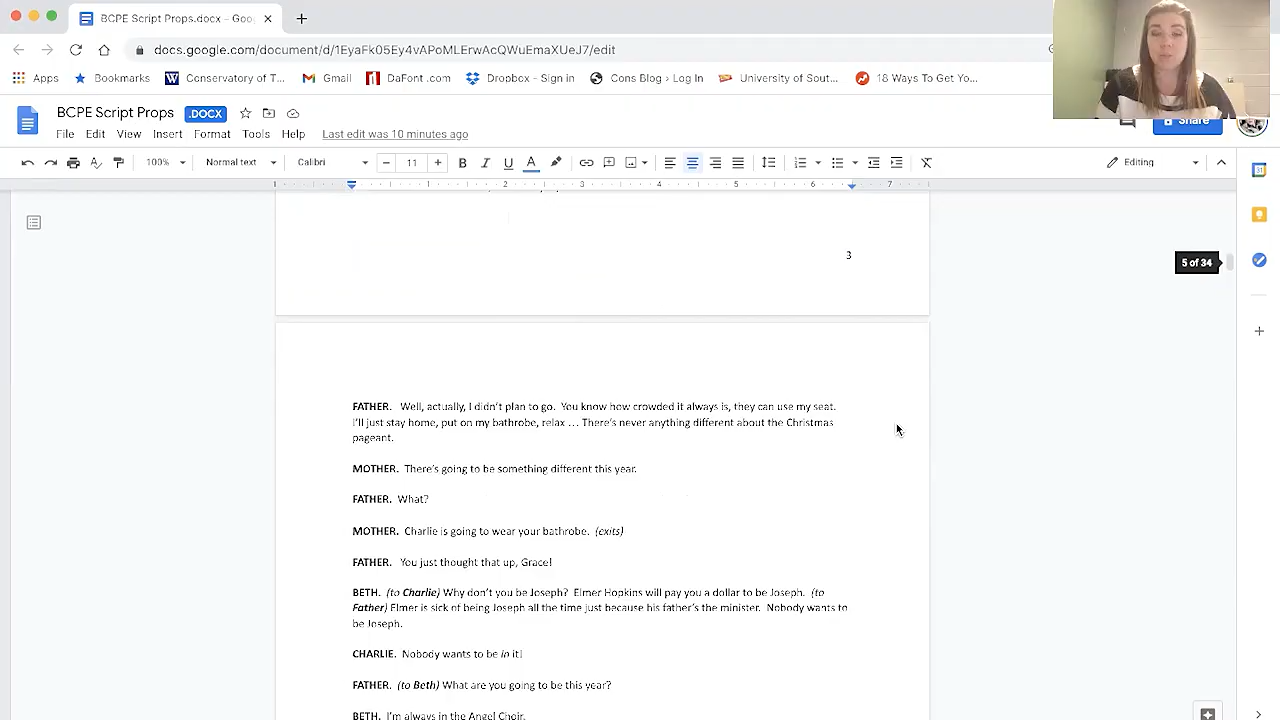 BCPE Script Props.docx - Goo
docs.google.com/document/d/1EyaFk05Ey4vAPoMLErwAcQWuEmaXUeJ7/edit
Apps Bookmarks Conservatory of T... Gmail DaFont .com Dropbox - Sign in Cons Blog > Log In University of Sout... 18 Ways To Get Yo...
BCPE Script Props .DOCX
Share
File Edit View Insert Format Tools Help Last edit was 10 minutes ago
100% Normal text Calibri 11 B I U A Editing
1 2 3 4 5 6 7
3
5 of 34
FATHER. Well, actually, I didn't plan to go. You know how crowded it always is, they can use my seat.
I'll just stay home, put on my bathrobe, relax ... There's never anything different about the Christmas
pageant.
MOTHER. There's going to be something different this year.
FATHER. What?
MOTHER. Charlie is going to wear your bathrobe. (exits)
FATHER. You just thought that up, Grace!
BETH. (to Charlie) Why don't you be Joseph? Elmer Hopkins will pay you a dollar to be Joseph. (to
Father) Elmer is sick of being Joseph all the time just because his father's the minister. Nobody wants to
be Joseph.
CHARLIE. Nobody wants to be in it!
FATHER. (to Beth) What are you going to be this year?
BETH. I'm always in the Angel Choir.